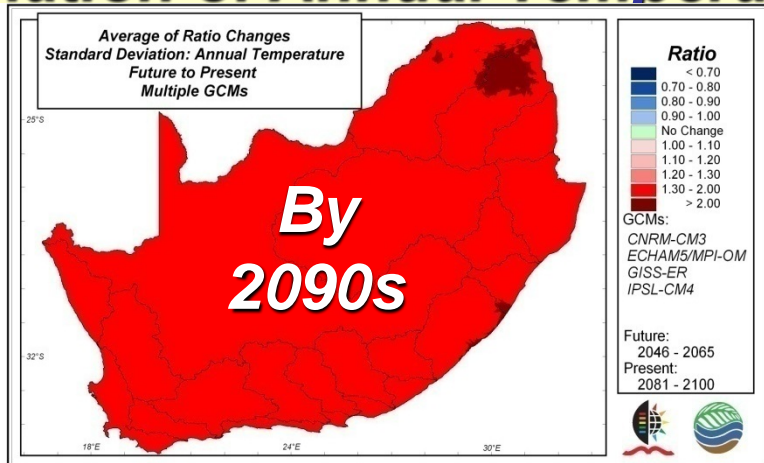 Average of Ratio Changes
Standard Deviation: Annual Temperature
Future to Present
Multiple GCMs
25°S
32°S
18°E
24°E
30°E
By
2090s
Ratio
< 0.70
0.70 - 0.80
0.80 - 0.90
0.90 - 1.00
No Change
1.00 - 1.10
1.10 - 1.20
1.20 - 1.30
1.30 - 2.00
> 2.00
GCMs:
CNRM-CM3
ECHAM5/MPI-OM
GISS-ER
IPSL-CM4
Future:
2046 - 2065
Present:
2081 - 2100